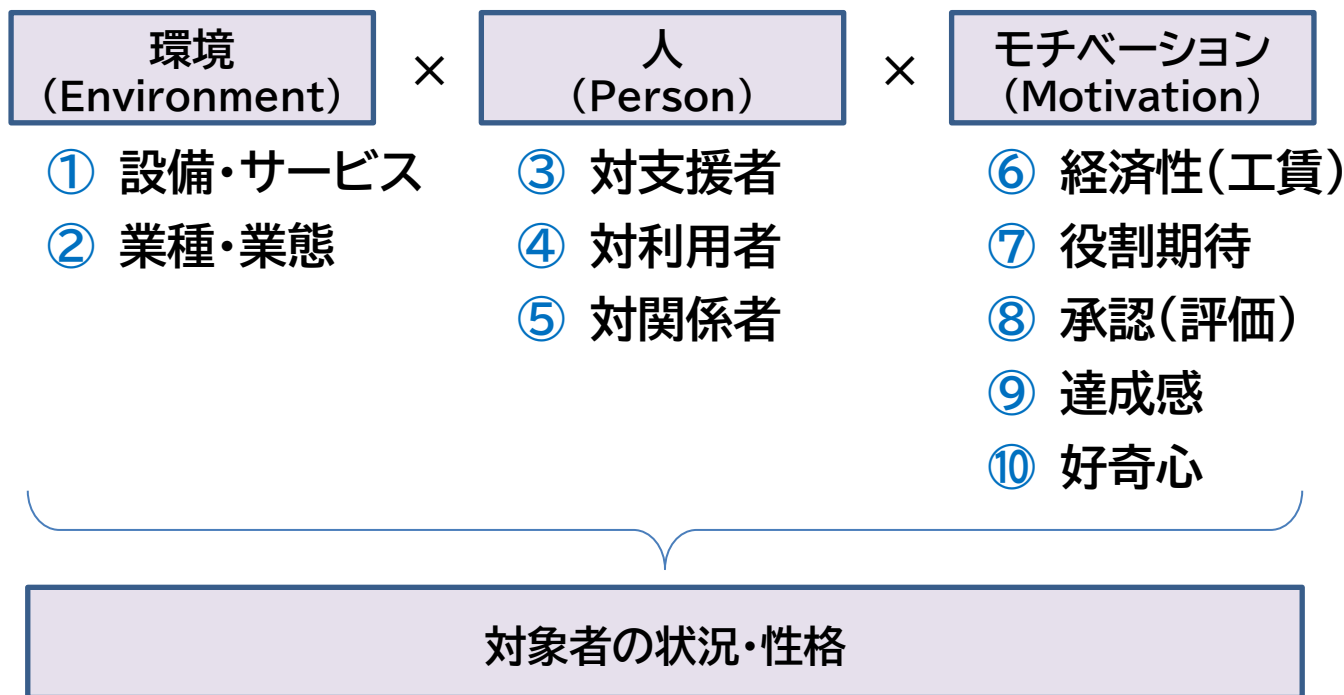 環境
(Environment)
×
人
(Person)
×
モチベーション
(Motivation)
① 設備・サービス
② 業種・業態
③ 対支援者
④ 対利用者
⑤ 対関係者
⑥ 経済性(工賃)
⑦ 役割期待
⑧ 承認(評価)
⑨ 達成感
⑩ 好奇心
対象者の状況・性格